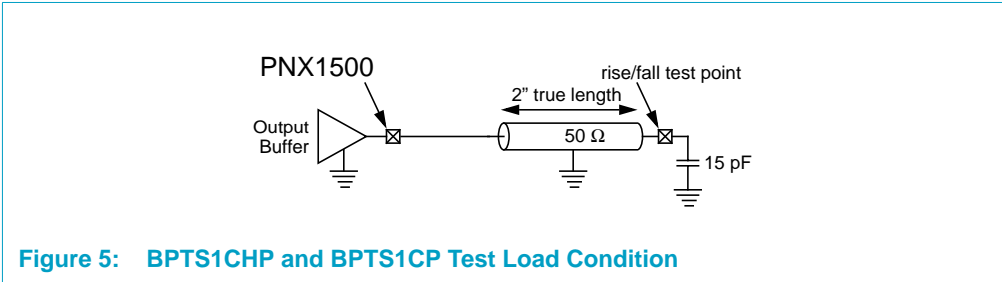 PNX1500
rise/fall test point
2” true length
Output
Buffer
50 Ω
15 pF
Figure 5: BPTS1CHP and BPTS1CP Test Load Condition